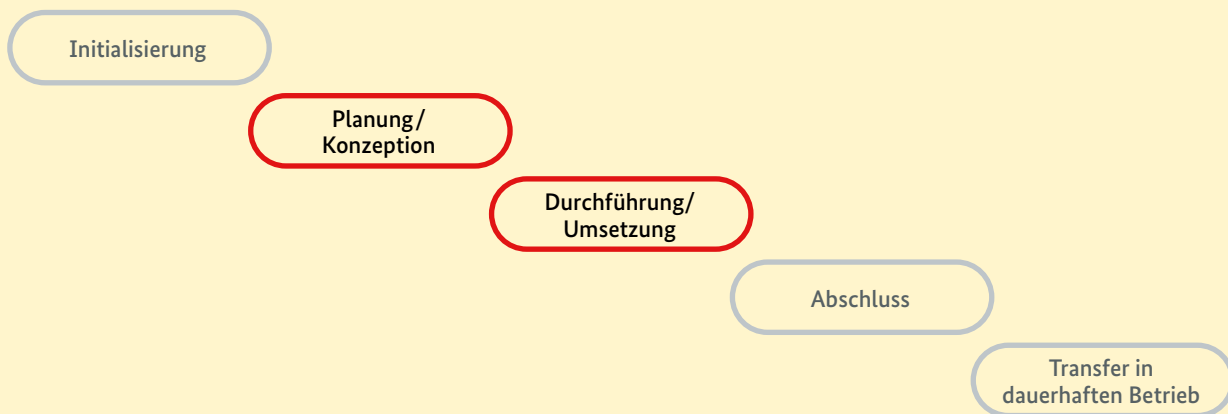 Initialisierung
Planung/
Konzeption
Durchführung/
Umsetzung
Abschluss
Transfer in
dauerhaften Betrieb